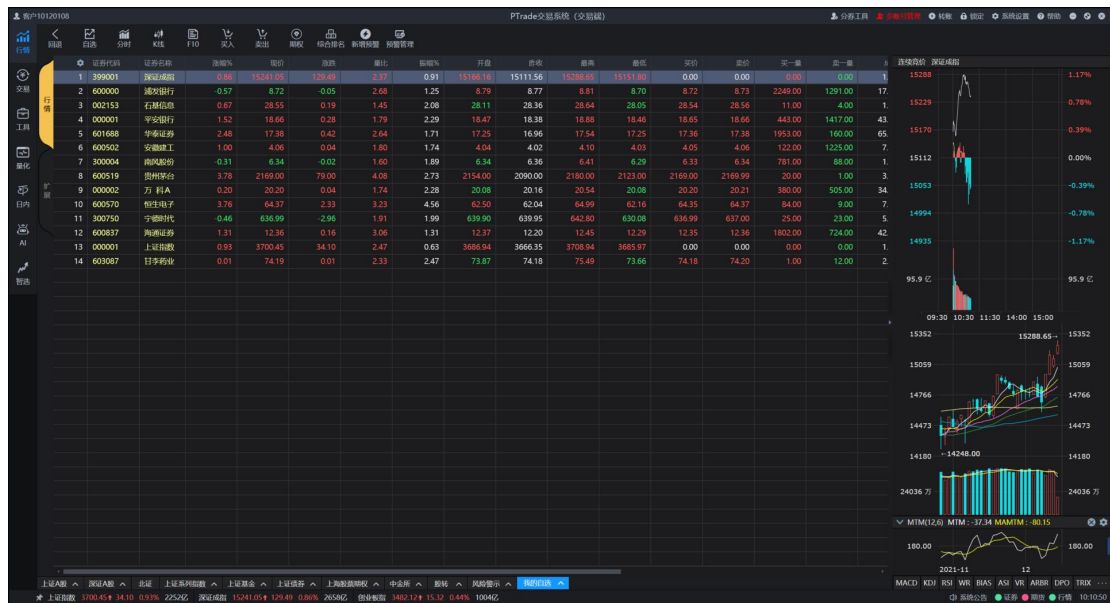 客户10120108 PTrade交易系统 (交易端) 分券工具 转账 锁定 系统设置 帮助
行情 回退 自选 分时 K线 F10 买入 卖出 期权 综合排名 新增预警 预警管理
交易
工具
量化
日内
AI
智选
行情
扩展
证券代码 证券名称 涨幅% 现价 涨跌 量比 振幅% 开盘 昨收 最高 最低 买价 卖价 买一量 卖一量
1 399001 深证成指 0.86 15241.05 129.49 2.37 0.91 15166.16 15111.56 15288.65 15151.80 0.00 0.00 0.00 0.00 1.
2 600000 浦发银行 -0.57 8.72 -0.05 2.68 1.25 8.79 8.77 8.81 8.70 8.72 8.73 2249.00 1291.00 17.
3 002153 石基信息 0.67 28.55 0.19 1.45 2.08 28.11 28.36 28.64 28.05 28.54 28.56 11.00 4.00 1.
4 000001 平安银行 1.52 18.66 0.28 1.79 2.29 18.47 18.38 18.88 18.46 18.65 18.66 443.00 1417.00 43.
5 601688 华泰证券 2.48 17.38 0.42 2.64 1.71 17.25 16.96 17.54 17.25 17.36 17.38 1953.00 160.00 65.
6 600502 安徽建工 1.00 4.06 0.04 1.80 1.74 4.04 4.02 4.10 4.03 4.05 4.06 122.00 1225.00 7.
7 300004 南风股份 -0.31 6.34 -0.02 1.60 1.89 6.34 6.36 6.41 6.29 6.33 6.34 781.00 88.00 1.
8 600519 贵州茅台 3.78 2169.00 79.00 4.08 2.73 2154.00 2090.00 2180.00 2123.00 2169.00 2169.99 20.00 1.00 3.
9 000002 万 科A 0.20 20.20 0.04 1.74 2.28 20.08 20.16 20.54 20.08 20.20 20.21 380.00 505.00 34.
10 600570 恒生电子 3.76 64.37 2.33 3.23 4.56 62.50 62.04 64.99 62.16 64.35 64.37 84.00 9.00 7.
11 300750 宁德时代 -0.46 636.99 -2.96 1.91 1.99 639.90 639.95 642.80 630.08 636.99 637.00 25.00 23.00 5.
12 600837 海通证券 1.31 12.36 0.16 3.06 1.31 12.37 12.20 12.45 12.29 12.35 12.36 1802.00 724.00 42.
13 000001 上证指数 0.93 3700.45 34.10 2.47 0.63 3686.94 3666.35 3708.94 3685.97 0.00 0.00 0.00 0.00 1.
14 603087 甘李药业 0.01 74.19 0.01 2.33 2.47 73.87 74.18 75.49 73.66 74.18 74.20 1.00 12.00 2.
连续竞价 深证成指
15288 1.17%
15229 0.78%
15170 0.39%
15112 0.00%
15053 -0.39%
14994 -0.78%
14935 -1.17%
95.9 亿 95.9 亿
09:30 10:30 11:30 14:00 15:00
15352 15288.65→ 15352
15059 15059
14766 14766
14473 14473
14180 ←14248.00 14180
24036 万 24036 万
MTM(12,6) MTM : -37.34 MAMTM : -80.15
180.00 180.00
2021-11 12
MACD KDJ RSI WR BIAS ASI VR ARBR DPO TRIX ···
上证A股 深证A股 北证 上证系列指数 上证基金 上证债券 上海股票期权 中金所 股转 风险警示 我的自选
上证指数 3700.45↑ 34.10 0.93% 2252亿 深证成指 15241.05↑ 129.49 0.86% 2658亿 创业板指 3482.12↑ 15.32 0.44% 1004亿 系统公告 证券 期货 行情 10:10:50